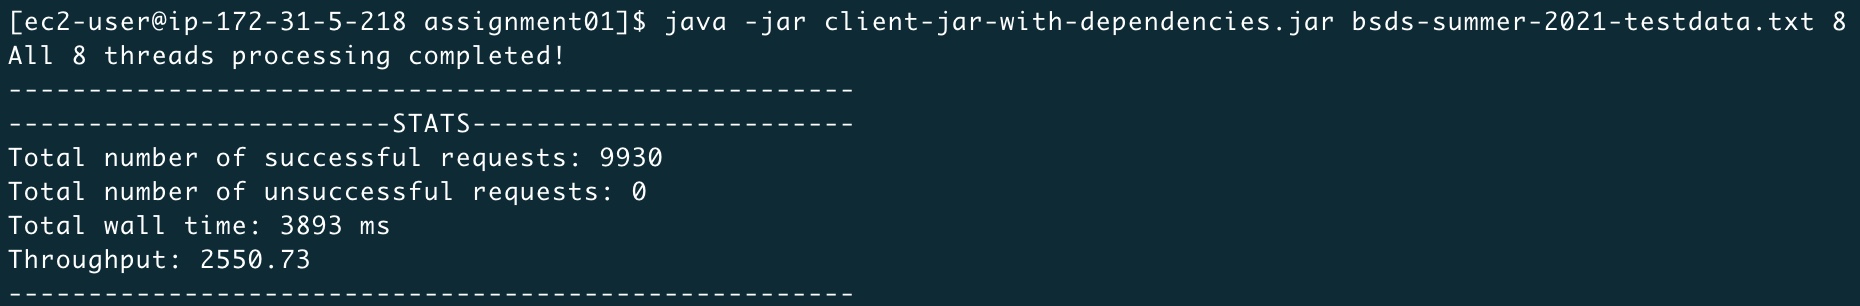 [ec2-user@ip-172-31-5-218 assignment01]$ java -jar client-jar-with-dependencies.jar bsds-summer-2021-testdata.txt 8
All 8 threads processing completed!
-----------------------------------------------------
------------------------STATS------------------------
Total number of successful requests: 9930
Total number of unsuccessful requests: 0
Total wall time: 3893 ms
Throughput: 2550.73
-----------------------------------------------------